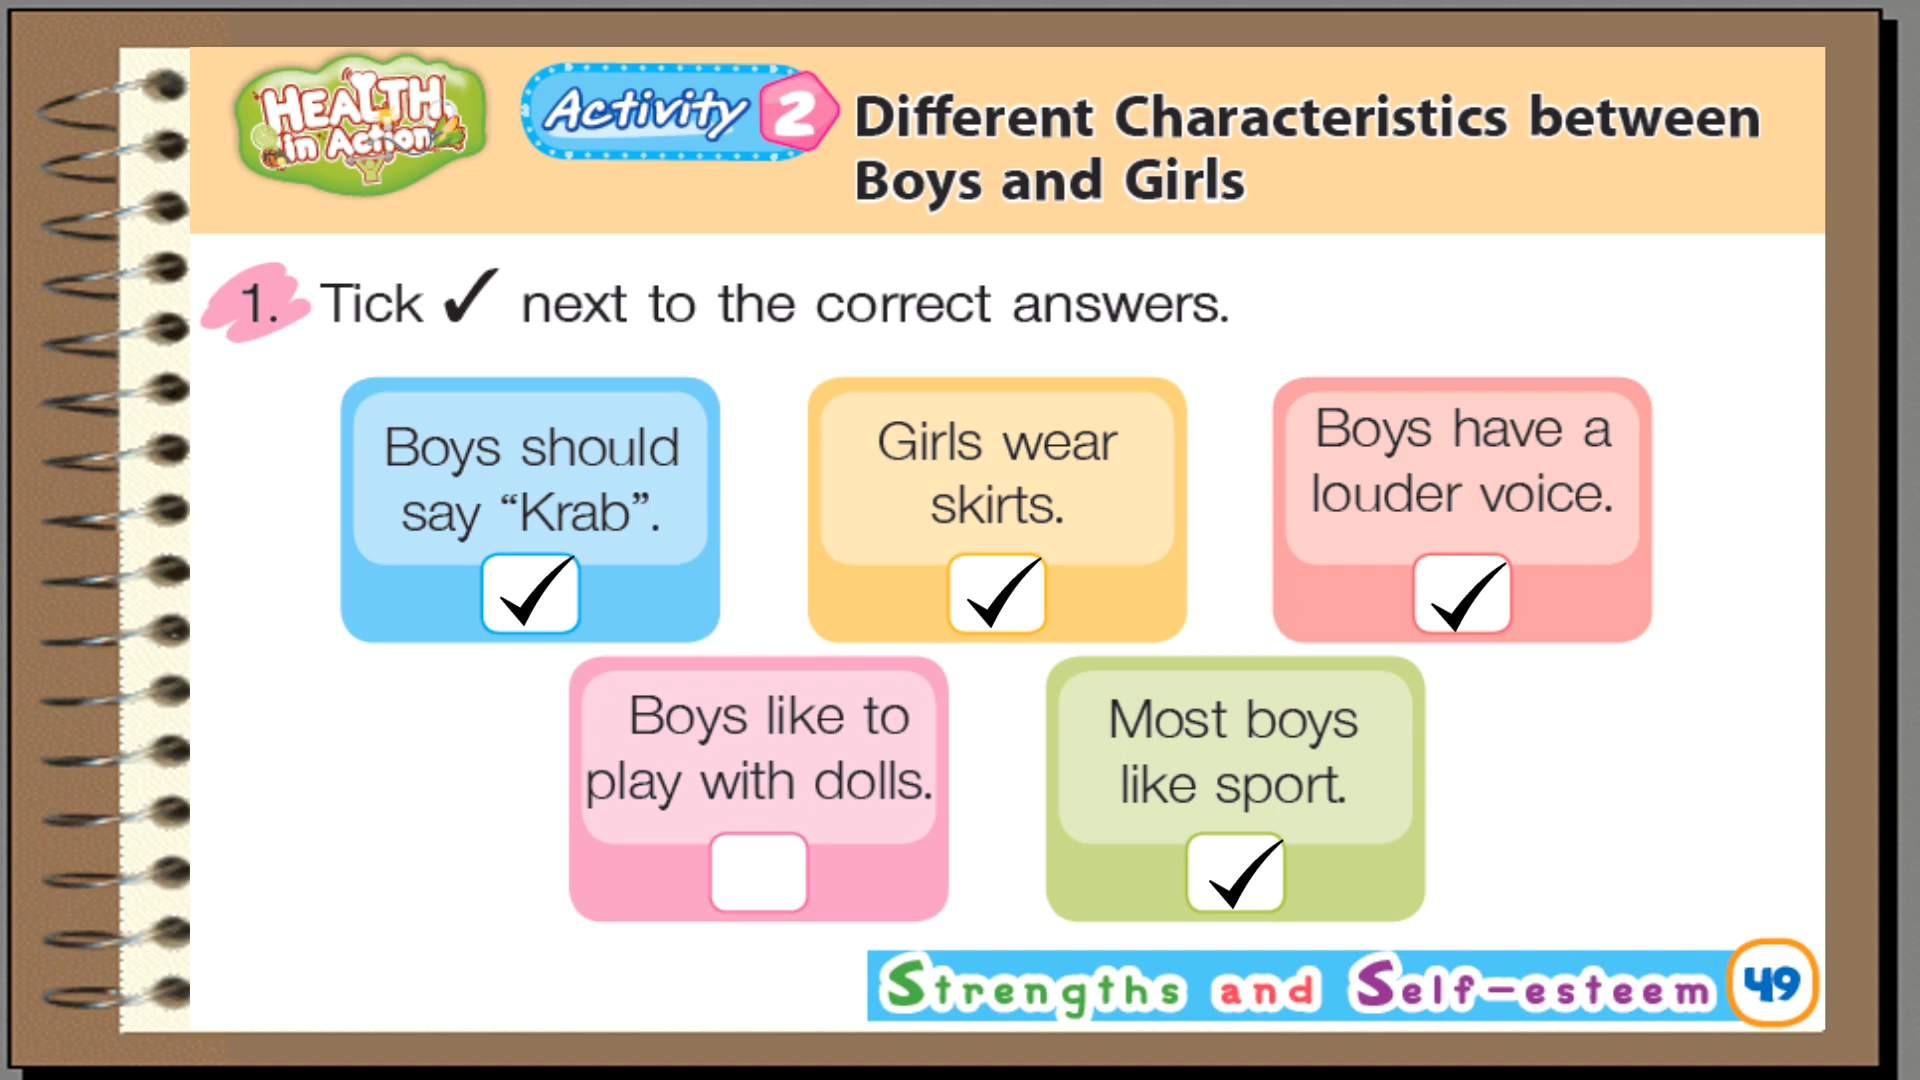 HEALTH
in Action
Activity 2
Different Characteristics between
Boys and Girls
1. Tick ✓ next to the correct answers.
Boys should
say “Krab”.
✓
Girls wear
skirts.
✓
Boys have a
louder voice.
✓
Boys like to
play with dolls.
Most boys
like sport.
✓
Strengths and Self-esteem 49